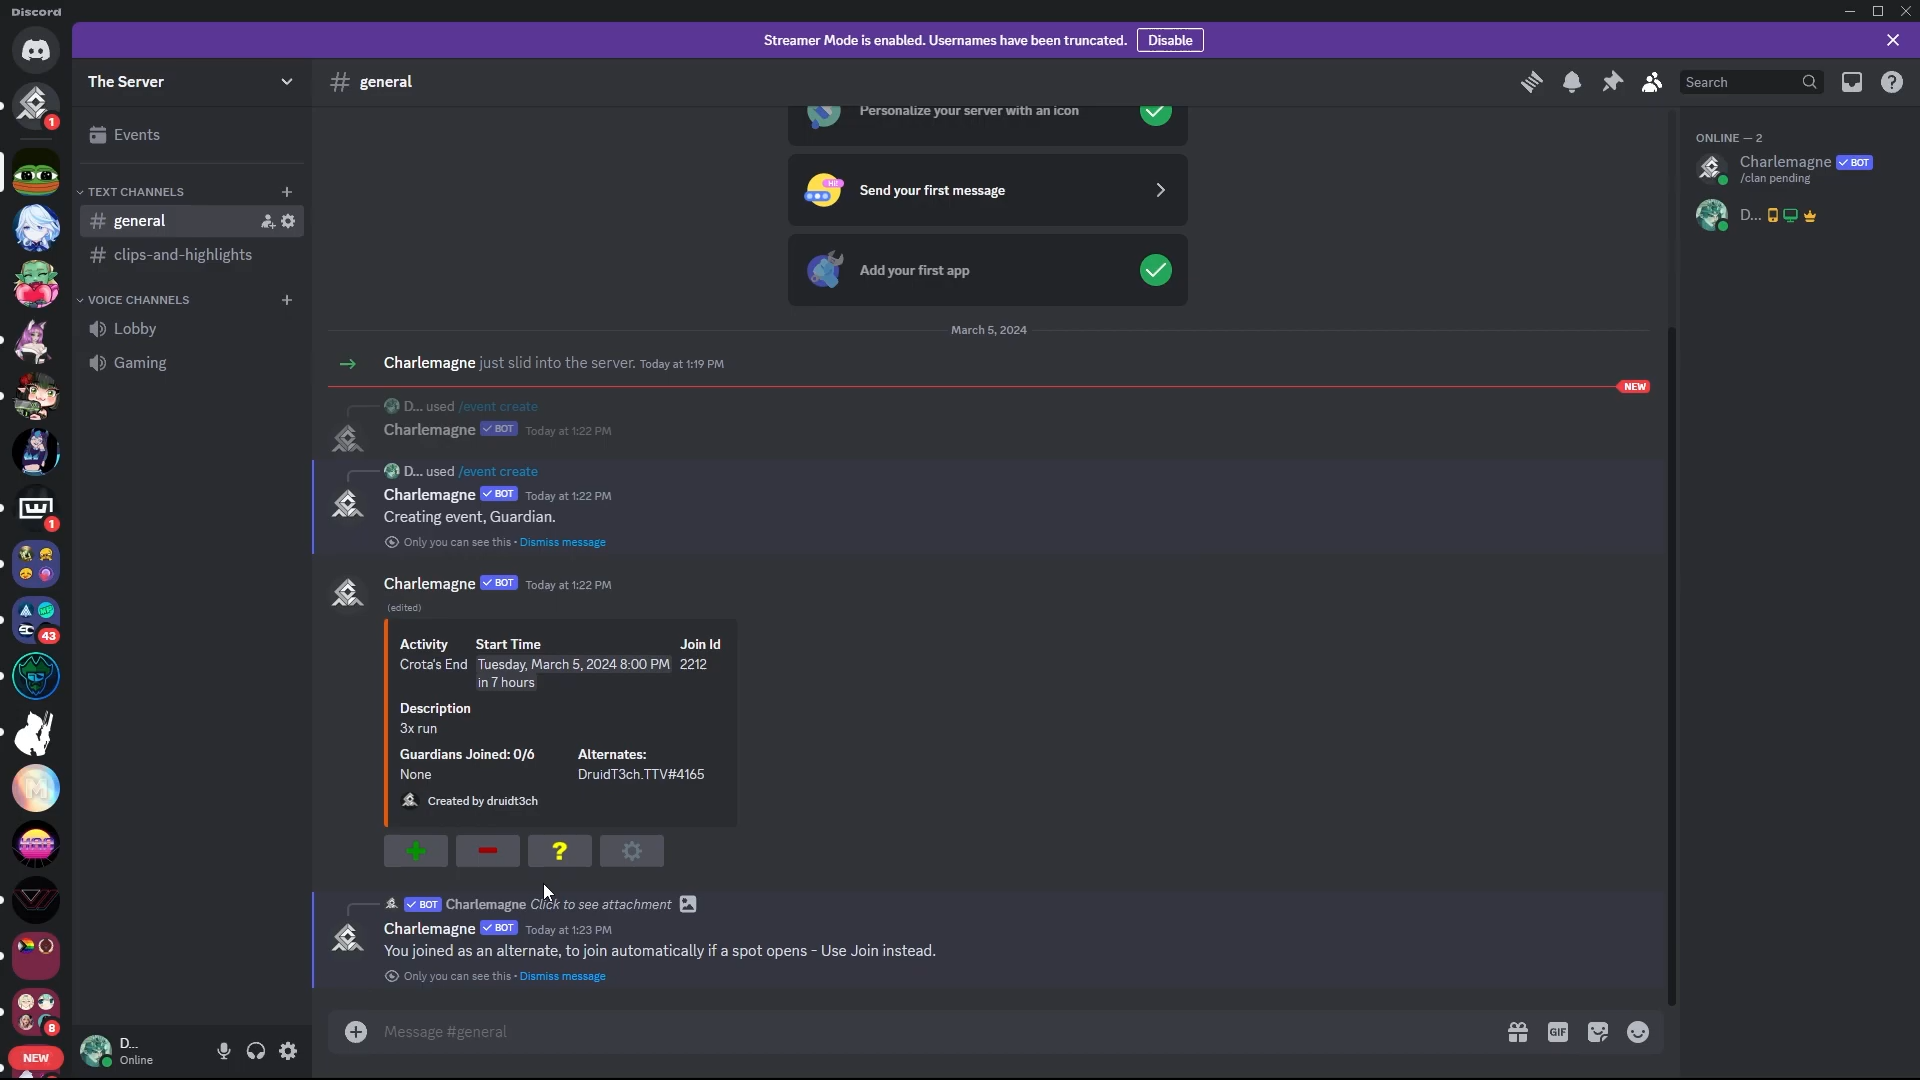 Discord
Streamer Mode is enabled. Usernames have been truncated. Disable
The Server
general
Search
Events
TEXT CHANNELS
general
clips-and-highlights
VOICE CHANNELS
Lobby
Gaming
Personalize your server with an icon
Hi!
Send your first message
Add your first app
March 5, 2024
Charlemagne just slid into the server. Today at 1:19 PM
NEW
D... used /event create
Charlemagne BOT Today at 1:22 PM
D... used /event create
Charlemagne BOT Today at 1:22 PM
Creating event, Guardian.
Only you can see this • Dismiss message
Charlemagne BOT Today at 1:22 PM
(edited)
Activity Start Time Join Id
Crota's End Tuesday, March 5, 2024 8:00 PM 2212
in 7 hours
Description
3x run
Guardians Joined: 0/6 Alternates:
None DruidT3ch.TTV#4165
Created by druidt3ch
BOT Charlemagne Click to see attachment
Charlemagne BOT Today at 1:23 PM
You joined as an alternate, to join automatically if a spot opens - Use Join instead.
Only you can see this • Dismiss message
Message #general
GIF
ONLINE — 2
Charlemagne BOT
/clan pending
D...
D...
Online
1
1
43
8
NEW